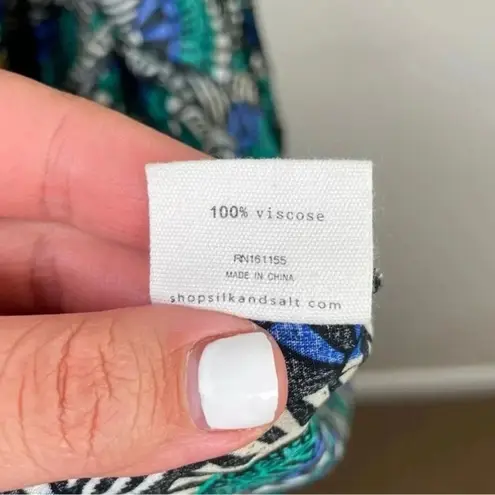 100% viscose
RN161155
MADE IN CHINA
shopsilkandsalt.com